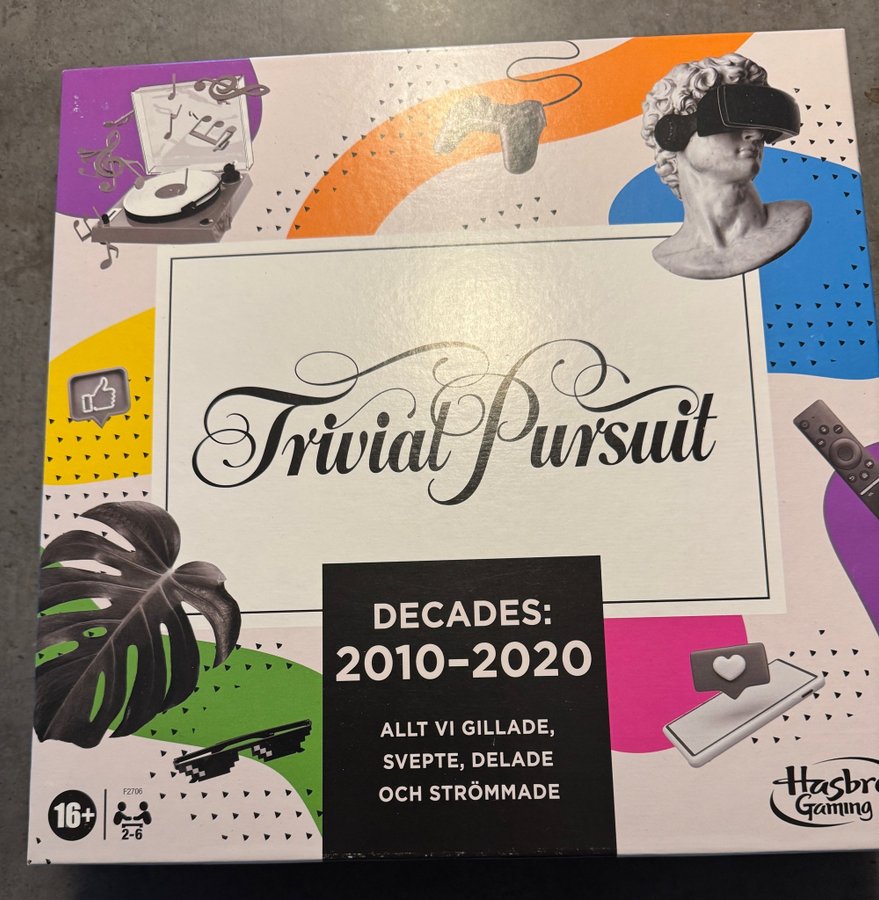 Trivial Pursuit
DECADES:
2010–2020
ALLT VI GILLADE,
SVEPTE, DELADE
OCH STRÖMMADE
16+
F2706
2-6
Hasbro
Gaming